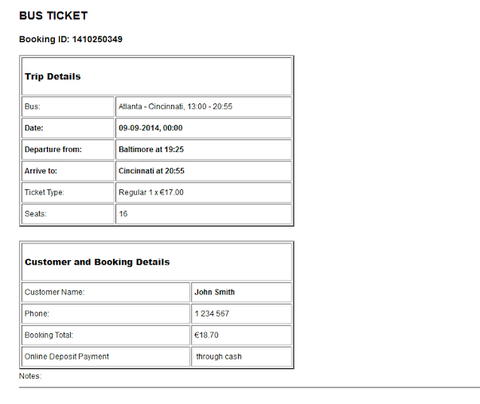 BUS TICKET
Booking ID: 1410250349
Trip Details
Bus: Atlanta - Cincinnati, 13:00 - 20:55
Date: 09-09-2014, 00:00
Departure from: Baltimore at 19:25
Arrive to: Cincinnati at 20:55
Ticket Type: Regular 1 x €17.00
Seats: 16
Customer and Booking Details
Customer Name: John Smith
Phone: 1 234 567
Booking Total: €18.70
Online Deposit Payment through cash
Notes: